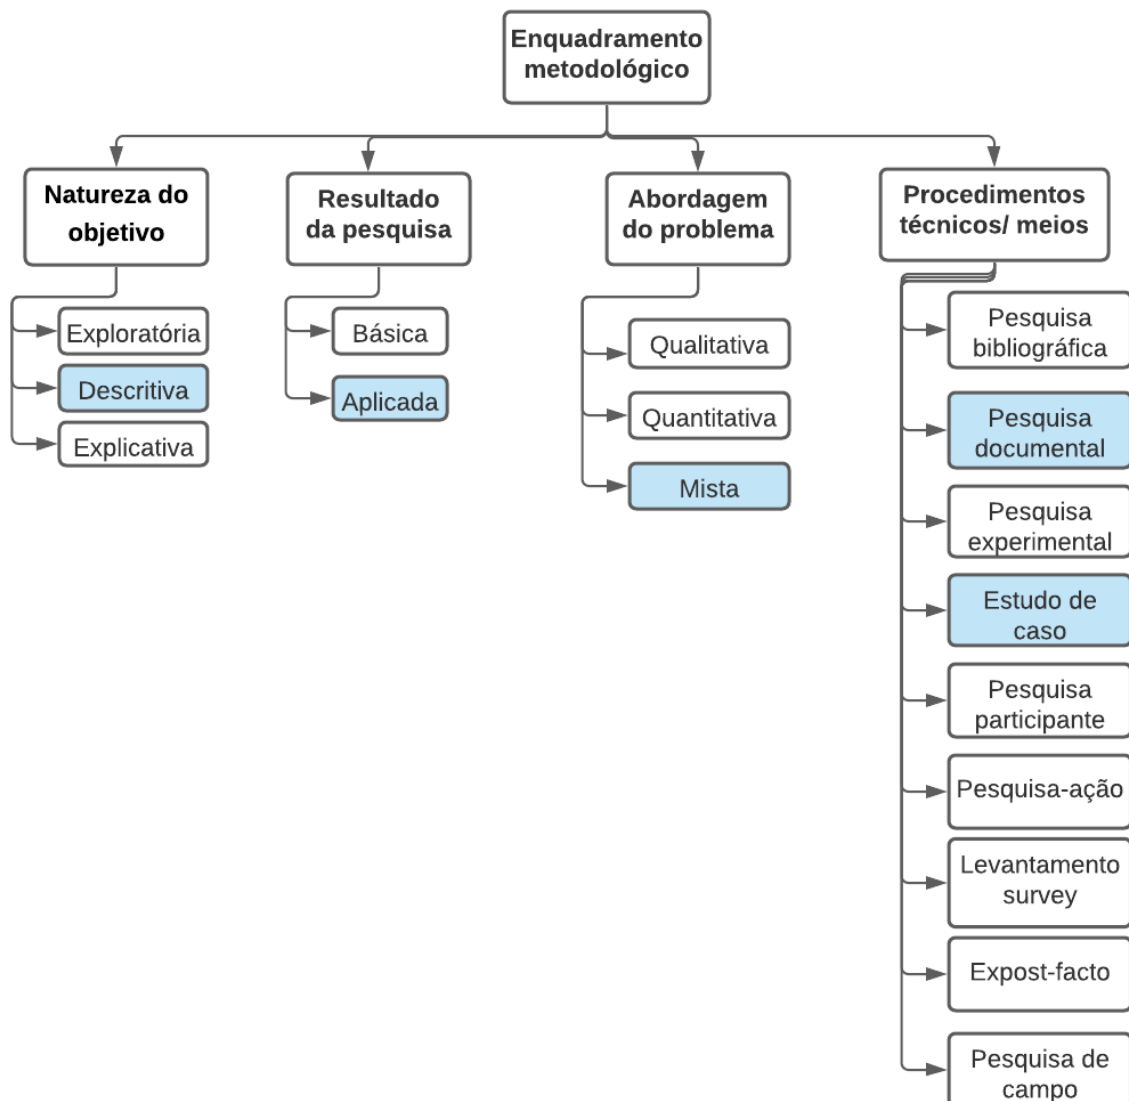 Enquadramento
metodológico
Natureza do
objetivo
Exploratória
Descritiva
Explicativa
Resultado
da pesquisa
Básica
Aplicada
Abordagem
do problema
Qualitativa
Quantitativa
Mista
Procedimentos
técnicos/ meios
Pesquisa
bibliográfica
Pesquisa
documental
Pesquisa
experimental
Estudo de
caso
Pesquisa
participante
Pesquisa-ação
Levantamento
survey
Expost-facto
Pesquisa de
campo